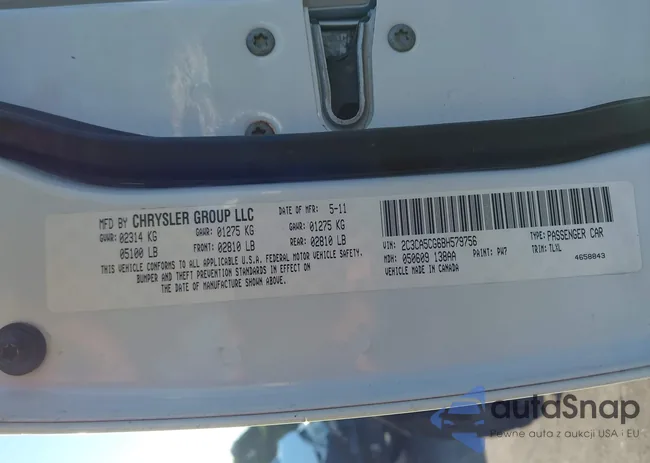 MFD BY CHRYSLER GROUP LLC
DATE OF MFR: 5-11
GVWR: 02314 KG
GAWR: 01275 KG
GAWR: 01275 KG
05100 LB
FRONT: 02810 LB
REAR: 02810 LB
THIS VEHICLE CONFORMS TO ALL APPLICABLE U.S.A. FEDERAL MOTOR VEHICLE SAFETY,
BUMPER AND THEFT PREVENTION STANDARDS IN EFFECT ON
THE DATE OF MANUFACTURE SHOWN ABOVE.
VIN: 2C3CA5CG6BH579756
TYPE: PASSENGER CAR
MDH: 050609 138AA
PAINT: PW7
TRIM: TLXL
VEHICLE MADE IN CANADA
4658843
autoSnap
Pewne auta z aukcji USA i EU